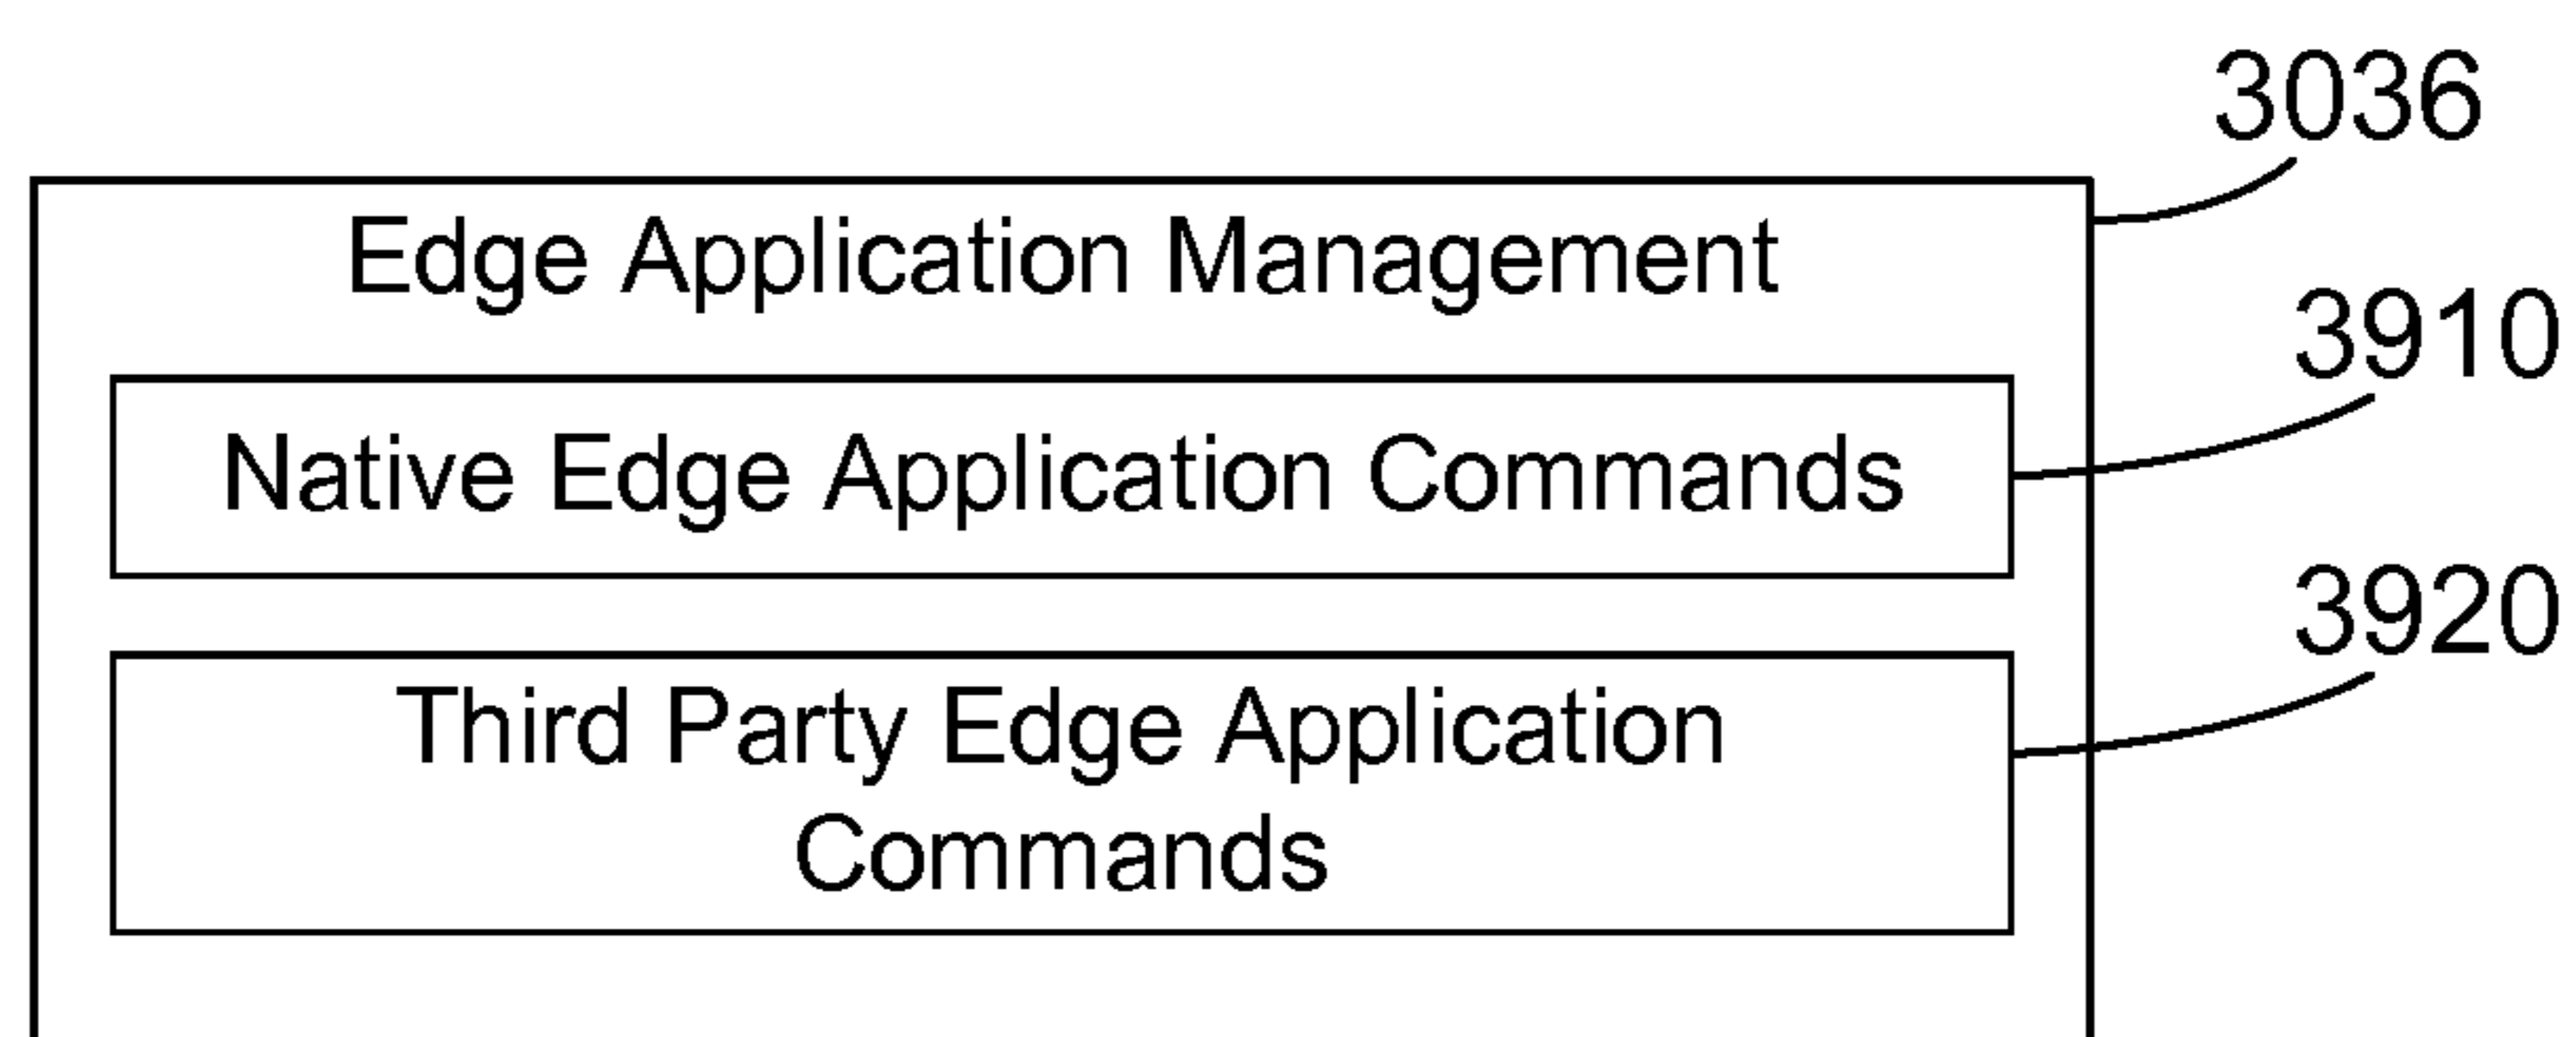 3036
Edge Application Management
3910
Native Edge Application Commands
3920
Third Party Edge Application
Commands